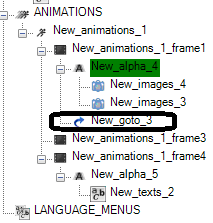 ANIMATIONS
New_animations_1
New_animations_1_frame1
A New_alpha_4
New_images_4
New_images_3
New_goto_3
New_animations_1_frame3
New_animations_1_frame4
A New_alpha_5
a,b,c New_texts_2
LANGUAGE_MENUS